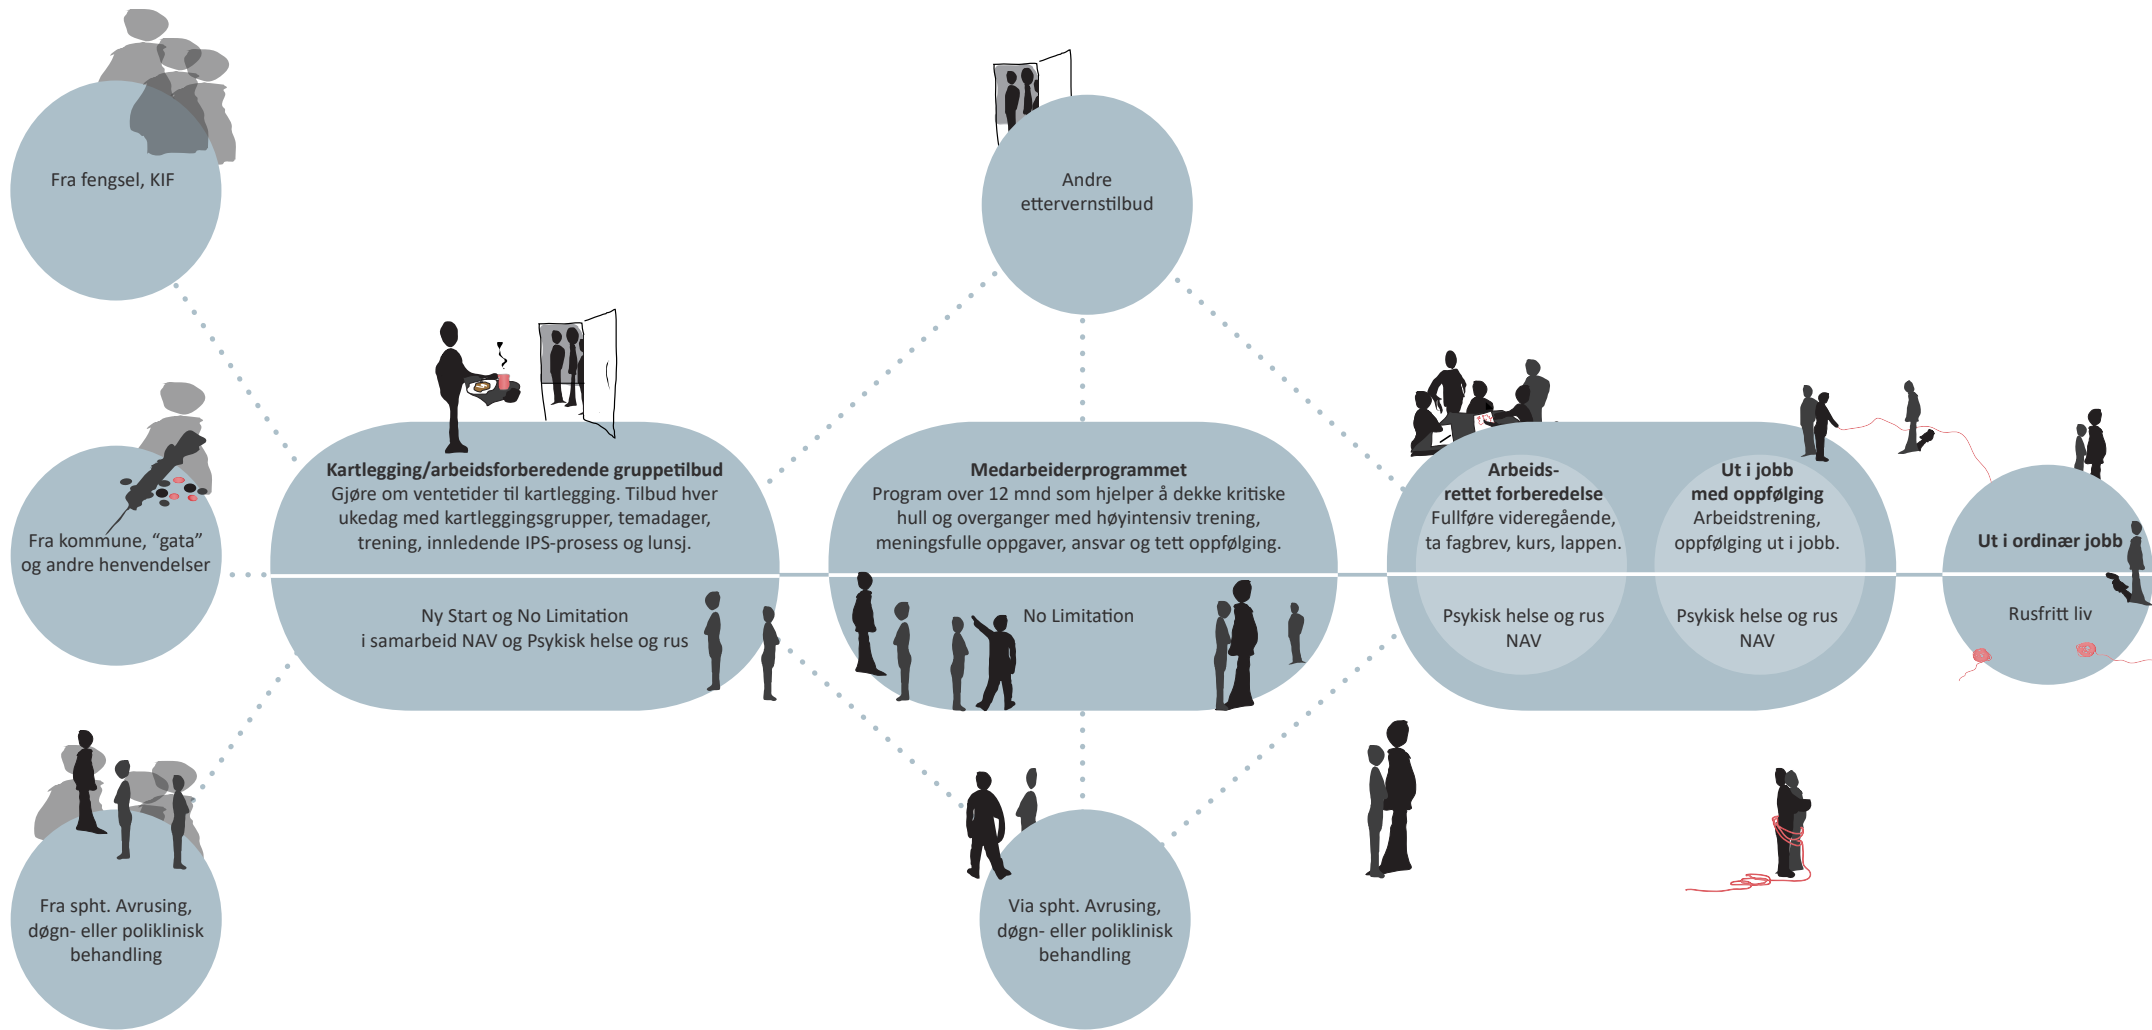 Fra fengsel, KIF
Andre
ettervernstilbud
Fra kommune, “gata”
og andre henvendelser
Kartlegging/arbeidsforberedende gruppetilbud
Gjøre om ventetider til kartlegging. Tilbud hver
ukedag med kartleggingsgrupper, temadager,
trening, innledende IPS-prosess og lunsj.
Ny Start og No Limitation
i samarbeid NAV og Psykisk helse og rus
Medarbeiderprogrammet
Program over 12 mnd som hjelper å dekke kritiske
hull og overganger med høyintensiv trening,
meningsfulle oppgaver, ansvar og tett oppfølging.
No Limitation
Arbeids-
rettet forberedelse
Fullføre videregående,
ta fagbrev, kurs, lappen.
Psykisk helse og rus
NAV
Ut i jobb
med oppfølging
Arbeidstrening,
oppfølging ut i jobb.
Psykisk helse og rus
NAV
Ut i ordinær jobb
Rusfritt liv
Fra spht. Avrusing,
døgn- eller poliklinisk
behandling
Via spht. Avrusing,
døgn- eller poliklinisk
behandling